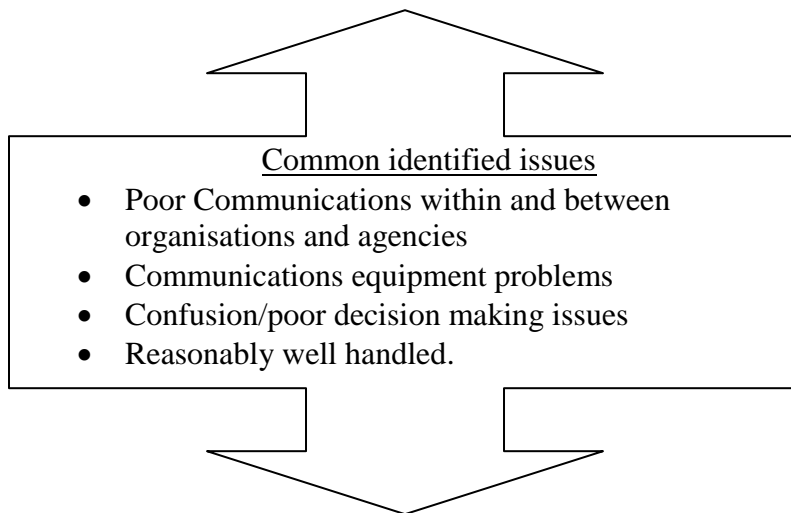 Common identified issues
• Poor Communications within and between
organisations and agencies
• Communications equipment problems
• Confusion/poor decision making issues
• Reasonably well handled.